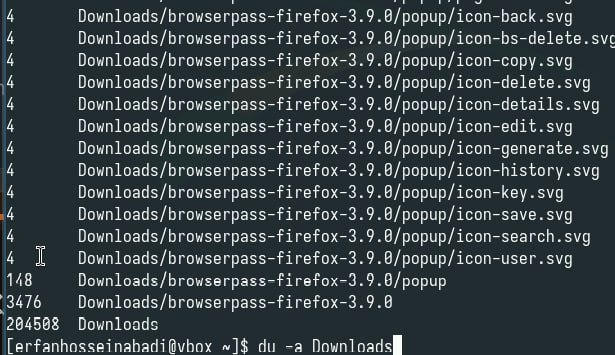 4 Downloads/browserpass-firefox-3.9.0/popup/icon-back.svg
4 Downloads/browserpass-firefox-3.9.0/popup/icon-bs-delete.svg
4 Downloads/browserpass-firefox-3.9.0/popup/icon-copy.svg
4 Downloads/browserpass-firefox-3.9.0/popup/icon-delete.svg
4 Downloads/browserpass-firefox-3.9.0/popup/icon-details.svg
4 Downloads/browserpass-firefox-3.9.0/popup/icon-edit.svg
4 Downloads/browserpass-firefox-3.9.0/popup/icon-generate.svg
4 Downloads/browserpass-firefox-3.9.0/popup/icon-history.svg
4 Downloads/browserpass-firefox-3.9.0/popup/icon-key.svg
4 Downloads/browserpass-firefox-3.9.0/popup/icon-save.svg
4 Downloads/browserpass-firefox-3.9.0/popup/icon-search.svg
4 Downloads/browserpass-firefox-3.9.0/popup/icon-user.svg
148 Downloads/browserpass-firefox-3.9.0/popup
3476 Downloads/browserpass-firefox-3.9.0
204508 Downloads
[erfanhosseinabadi@vbox ~]$ du -a Downloads